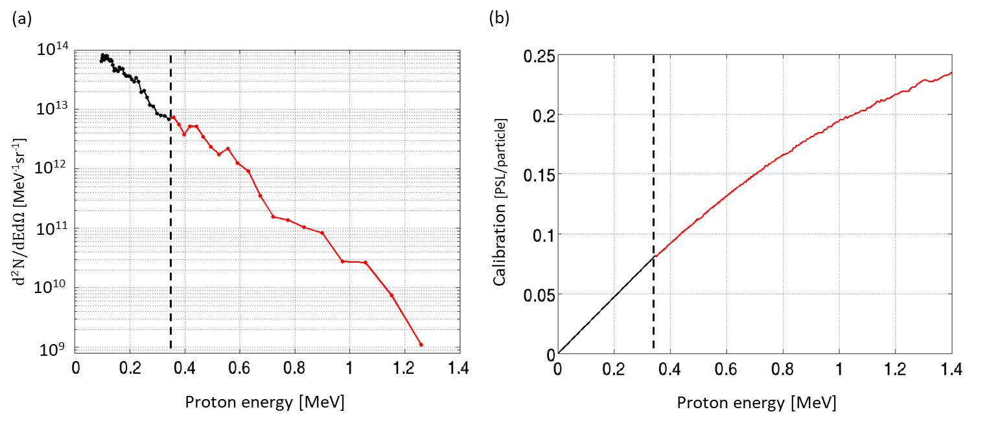 (a)
(b)
10¹⁴
10¹³
10¹²
10¹¹
10¹⁰
10⁹
d²N/dEdΩ [MeV⁻¹sr⁻¹]
0 0.2 0.4 0.6 0.8 1 1.2 1.4
Proton energy [MeV]
0.25
0.2
0.15
0.1
0.05
0
Calibration [PSL/particle]
0 0.2 0.4 0.6 0.8 1 1.2 1.4
Proton energy [MeV]